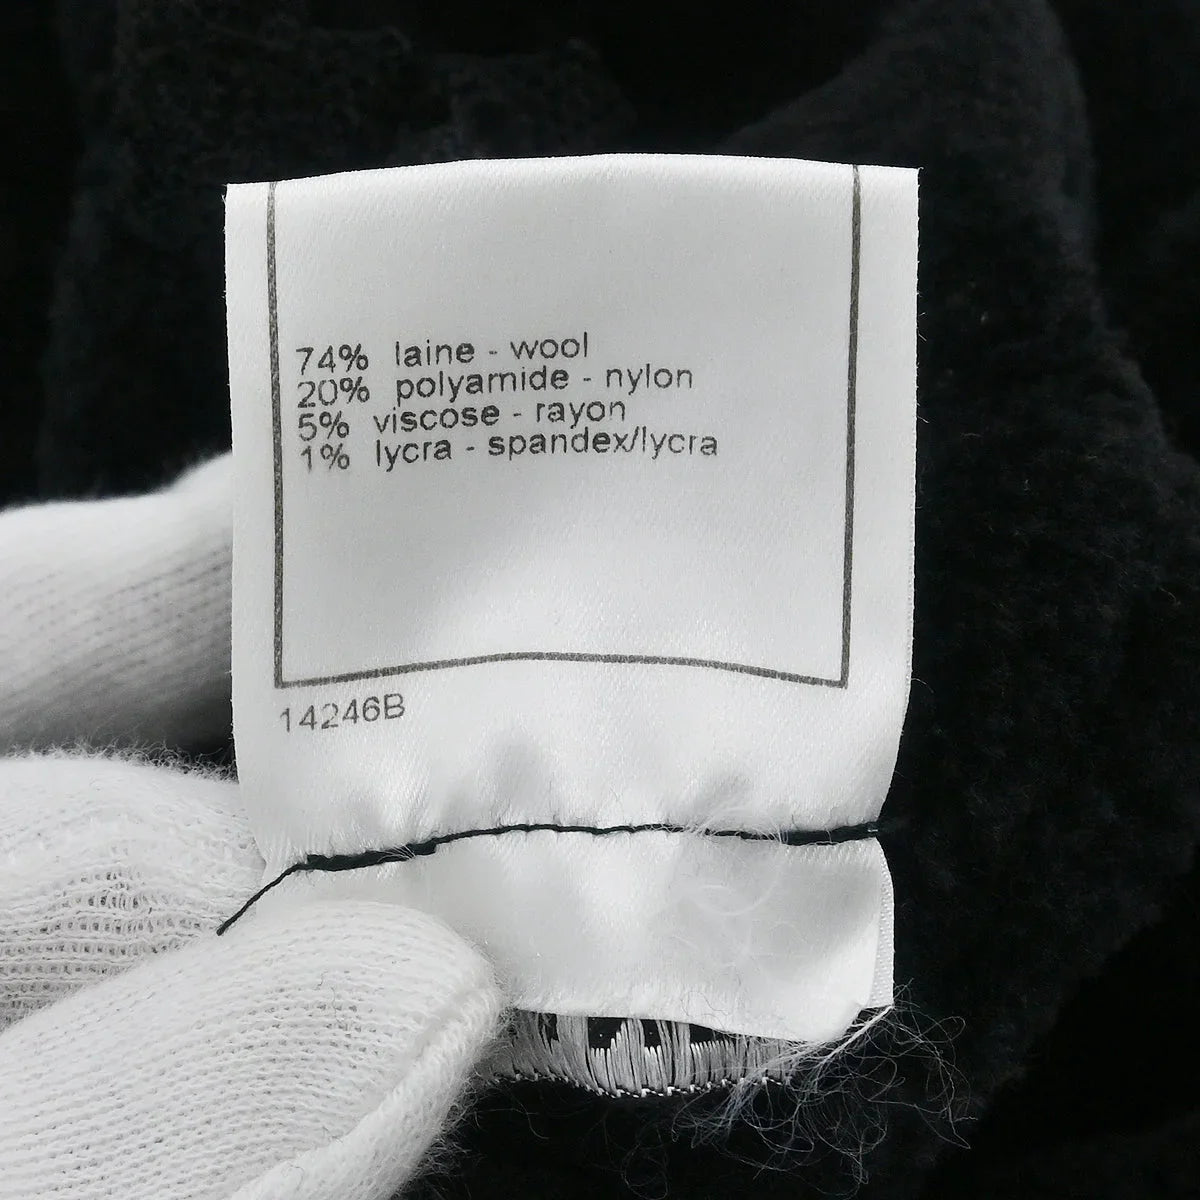 74% laine - wool
20% polyamide - nylon
5% viscose - rayon
1% lycra - spandex/lycra
14246B